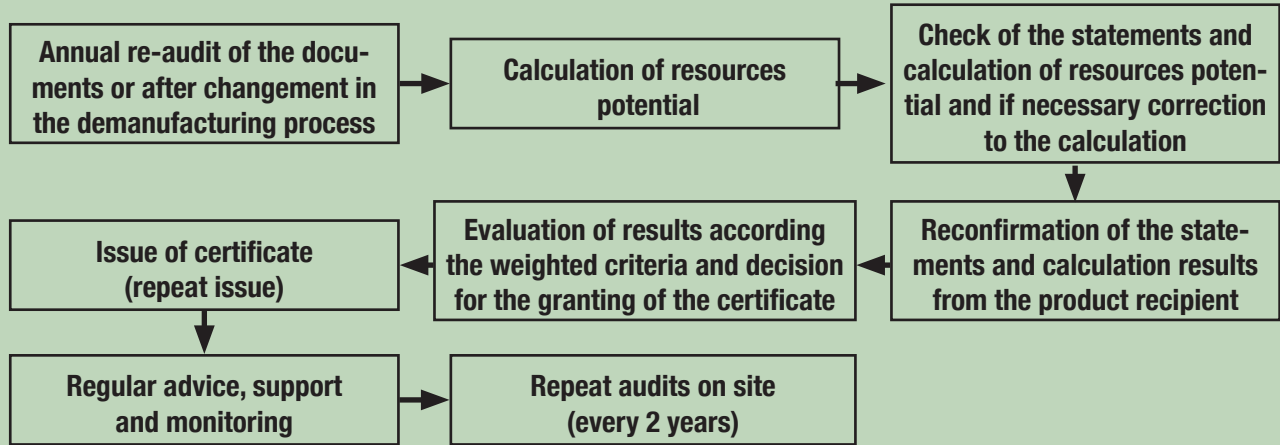 Annual re-audit of the docu-
ments or after changement in
the demanufacturing process
Calculation of resources
potential
Check of the statements and
calculation of resources poten-
tial and if necessary correction
to the calculation
Reconfirmation of the state-
ments and calculation results
from the product recipient
Evaluation of results according
the weighted criteria and decision
for the granting of the certificate
Issue of certificate
(repeat issue)
Regular advice, support
and monitoring
Repeat audits on site
(every 2 years)